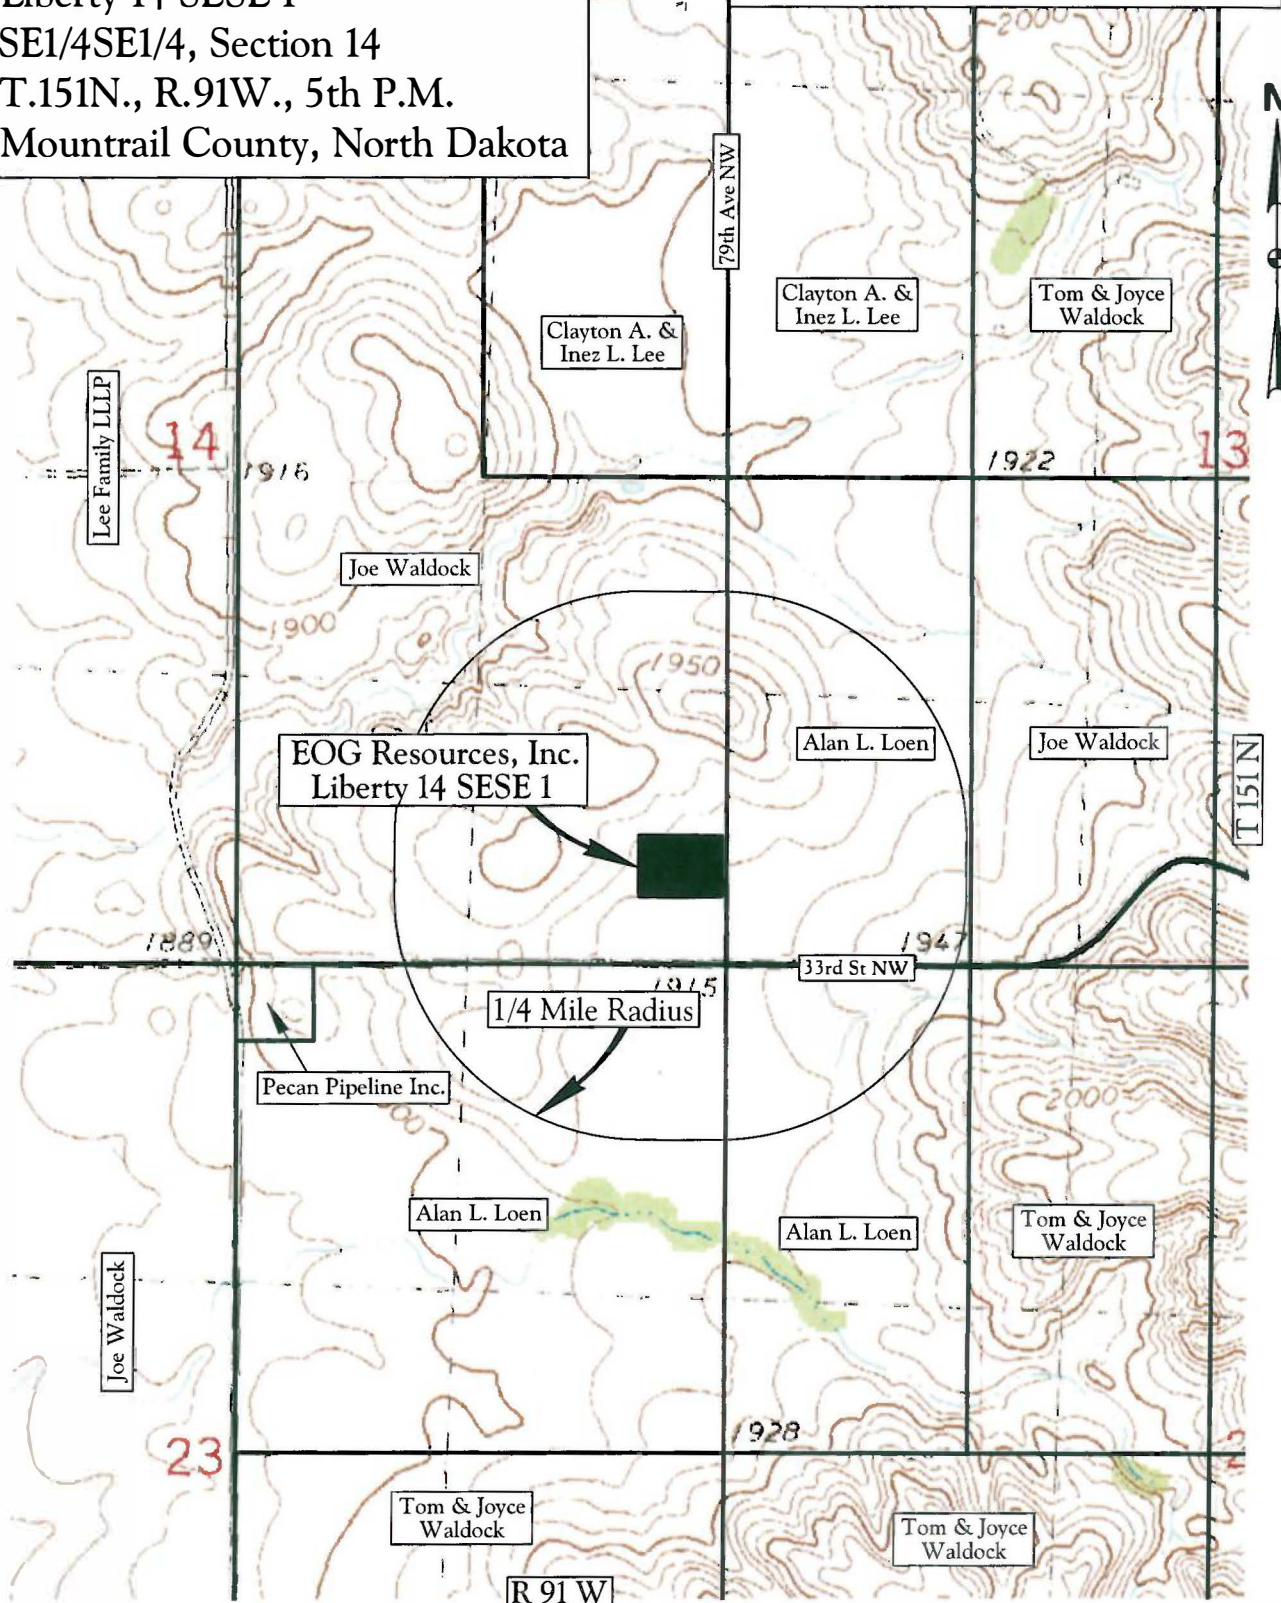 SE1/4SE1/4, Section 14
T.151N., R.91W., 5th P.M.
Mountrail County, North Dakota
2000
N
79th Ave NW
Clayton A. &
Inez L. Lee
Tom & Joyce
Waldock
Clayton A. &
Inez L. Lee
Lee Family LLLP
14
1916
1922
13
Joe Waldock
1900
1950
EOG Resources, Inc.
Liberty 14 SESE 1
Alan L. Loen
Joe Waldock
T 151 N
1889
1947
33rd St NW
1915
1/4 Mile Radius
Pecan Pipeline Inc.
2000
Alan L. Loen
Alan L. Loen
Tom & Joyce
Waldock
Joe Waldock
1928
23
Tom & Joyce
Waldock
Tom & Joyce
Waldock
R 91 W